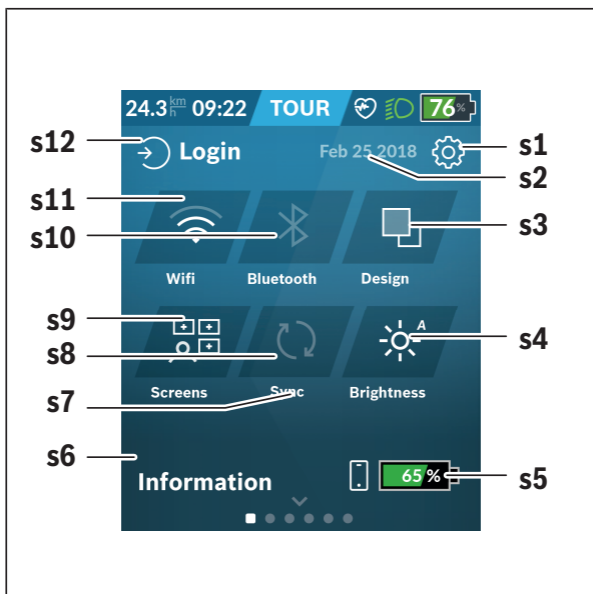 24.3 km/h 09:22 TOUR 76%
s12 Login Feb 25 2018 s1
s2
s11
s10 s3
Wifi Bluetooth Design
s9
s8 A s4
s7 Screens Sync Brightness
s6
Information 65 % s5